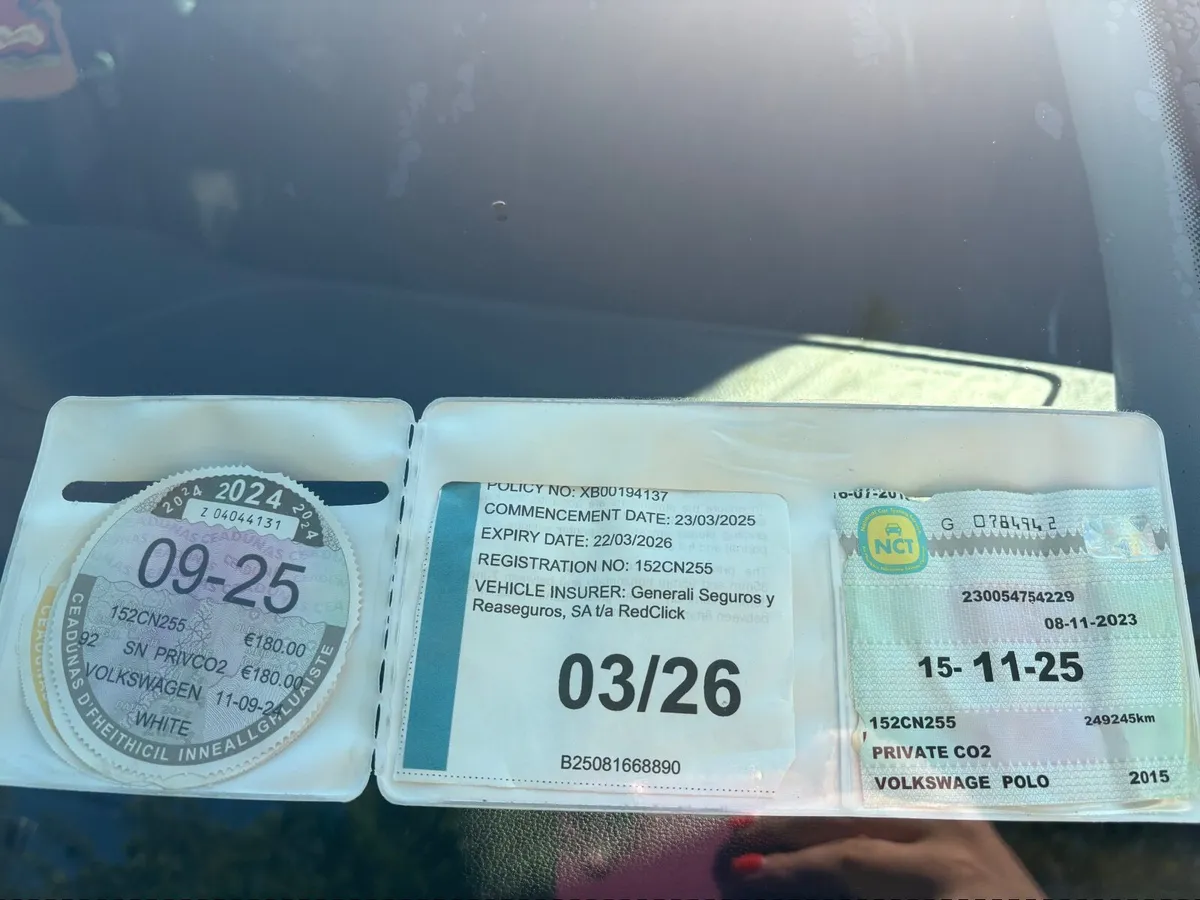 2024 2024 2024
Z 04044131
09-25
152CN255
€180.00
92 SN PRIVCO2 €180.00
VOLKSWAGEN 11-09-24
WHITE
CEADÚNAS D'FHEITHICIL INNEALLGHLUAISTE
POLICY NO: XB00194137
COMMENCEMENT DATE: 23/03/2025
EXPIRY DATE: 22/03/2026
REGISTRATION NO: 152CN255
VEHICLE INSURER: Generali Seguros y
Reaseguros, SA t/a RedClick
03/26
B25081668890
G 0784942
NCT
230054754229
08-11-2023
15- 11-25
152CN255 249245km
PRIVATE CO2
VOLKSWAGE POLO 2015